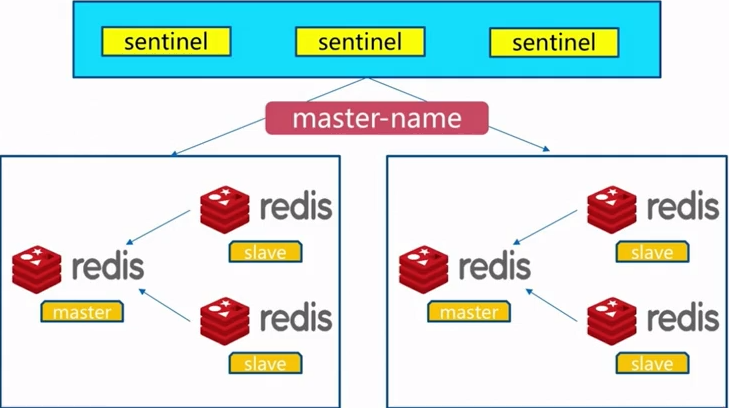 sentinel sentinel sentinel
master-name
redis
slave
redis
master
redis
slave
redis
slave
redis
master
redis
slave